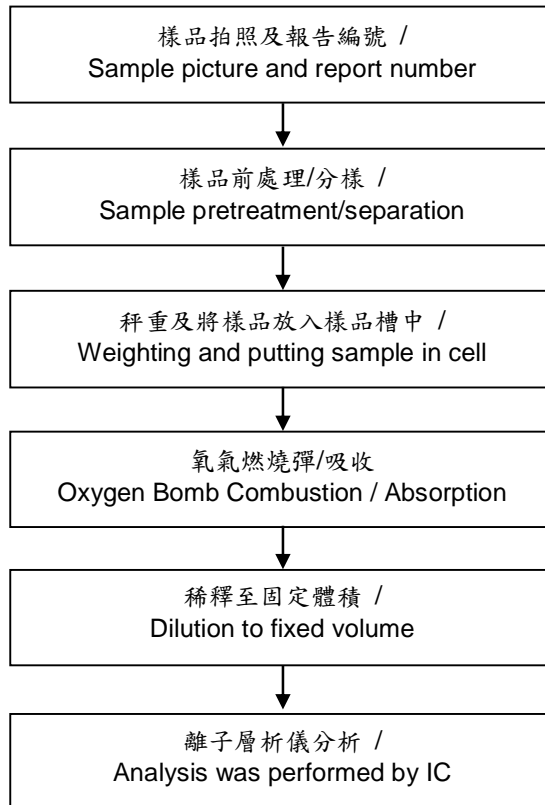 樣品拍照及報告編號 /
Sample picture and report number
樣品前處理/分樣 /
Sample pretreatment/separation
秤重及將樣品放入樣品槽中 /
Weighting and putting sample in cell
氧氣燃燒彈/吸收
Oxygen Bomb Combustion / Absorption
稀釋至固定體積 /
Dilution to fixed volume
離子層析儀分析 /
Analysis was performed by IC